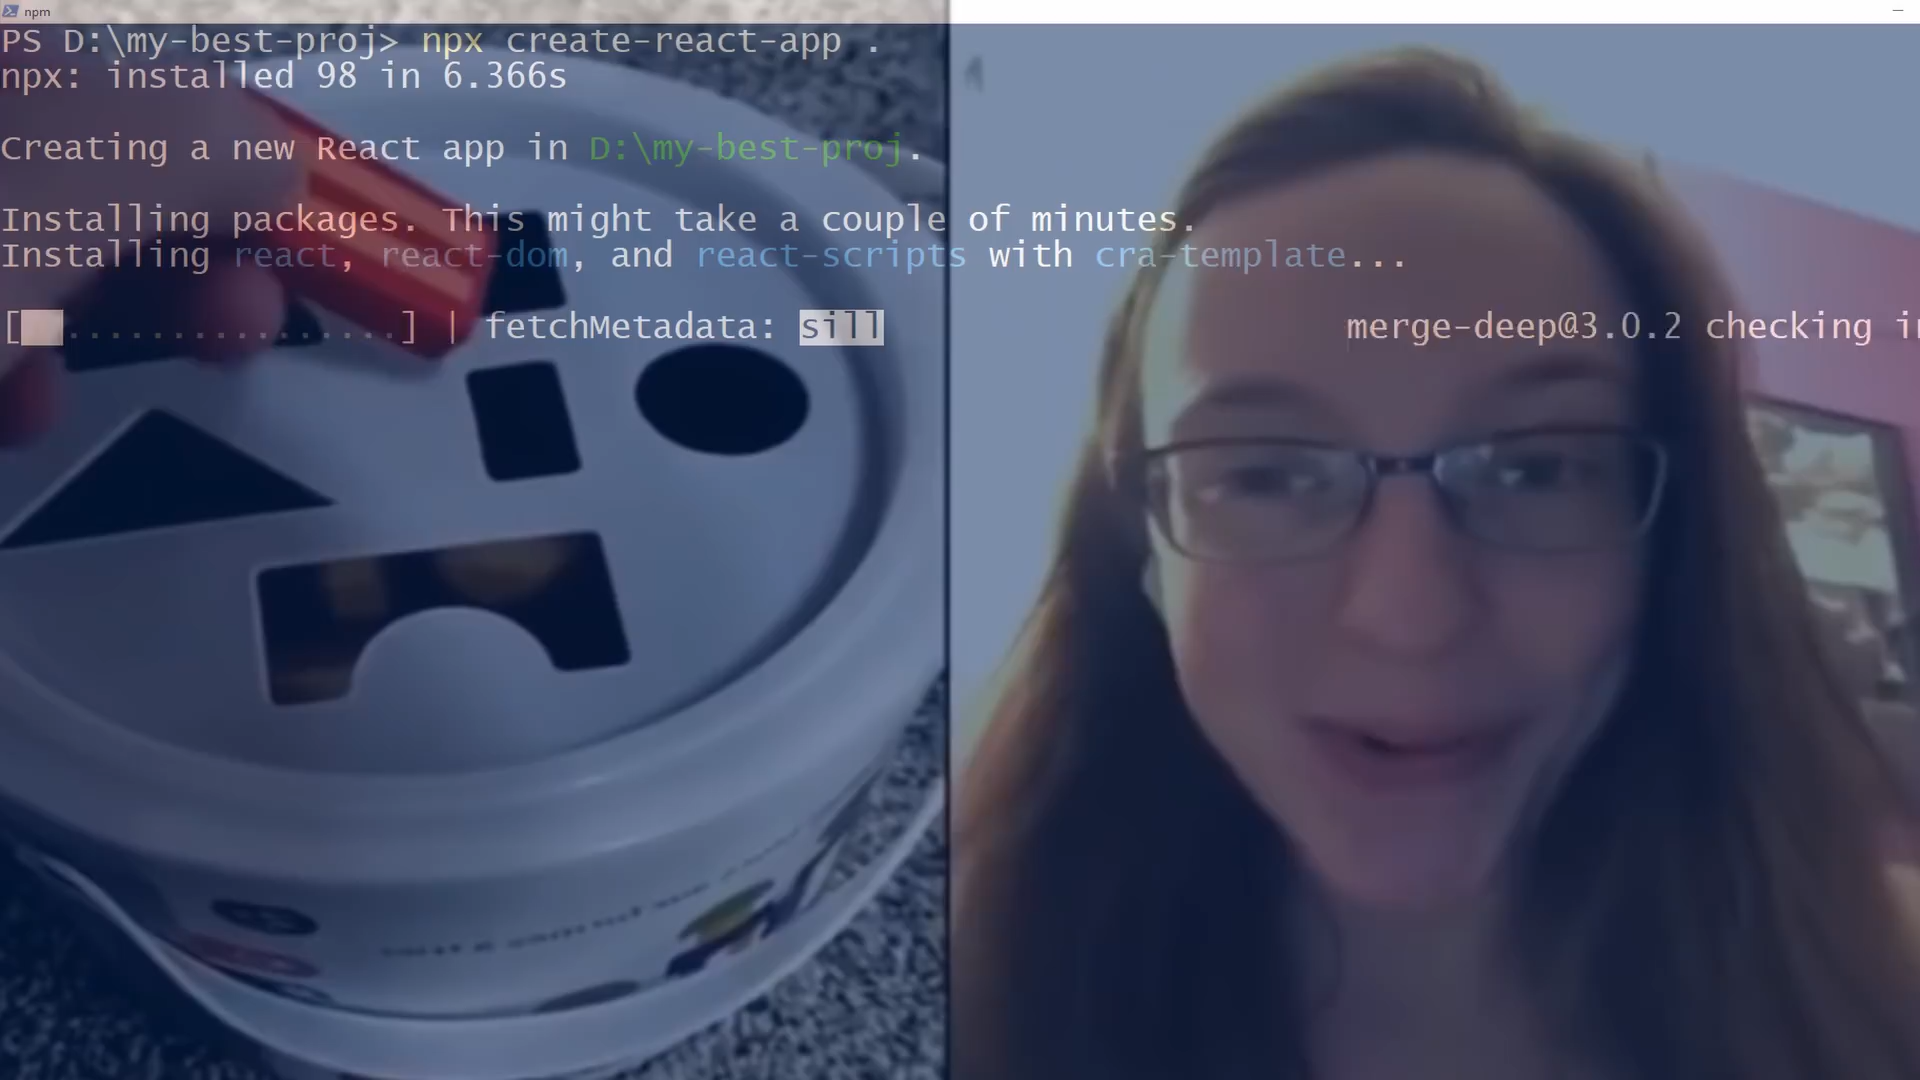 npm
PS D:\my-best-proj> npx create-react-app .
npx: installed 98 in 6.366s
Creating a new React app in D:\my-best-proj.
Installing packages. This might take a couple of minutes.
Installing react, react-dom, and react-scripts with cra-template...
[  ................] | fetchMetadata: sill merge-deep@3.0.2 checking